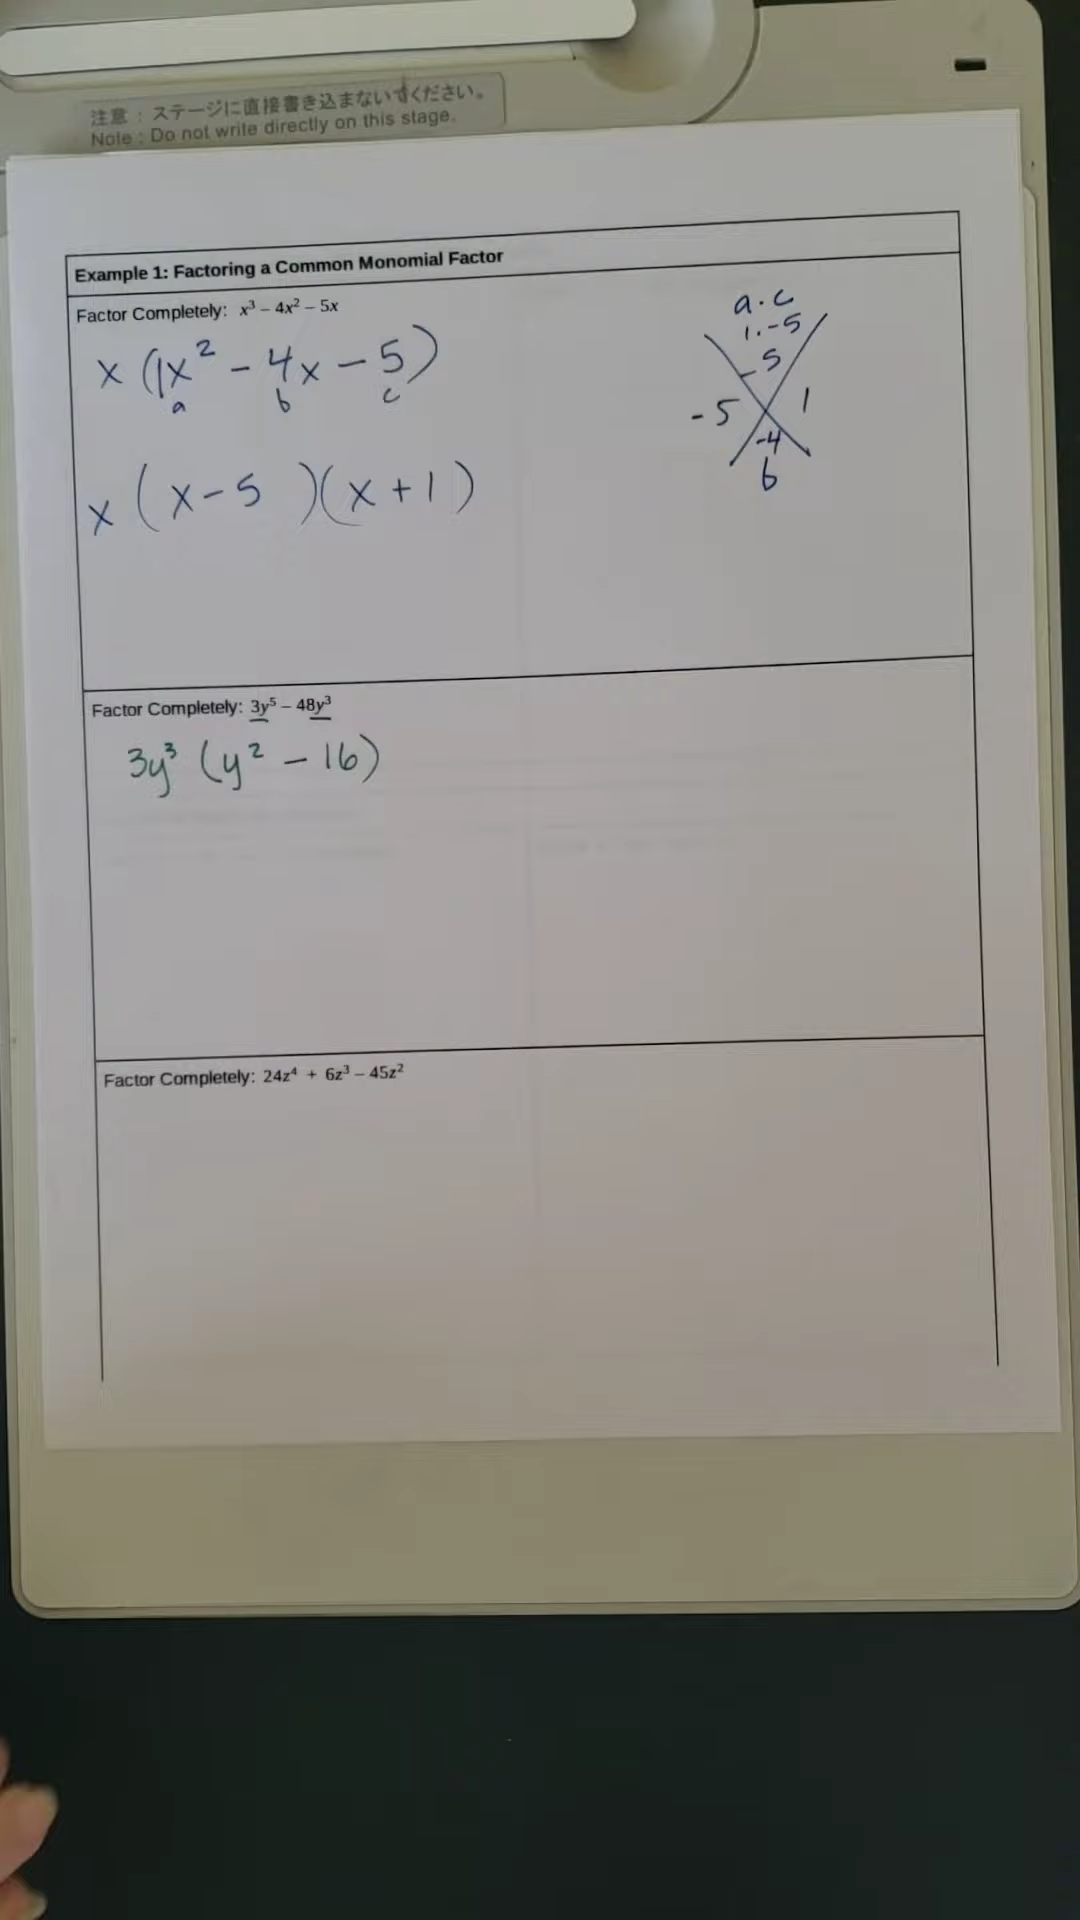 注意：ステージに直接書き込まないでください。
Note : Do not write directly on this stage.
Example 1: Factoring a Common Monomial Factor
Factor Completely: x³ – 4x² – 5x
x (1x² - 4x - 5)
a b c
x (x - 5 )(x + 1)
a · c
1 · -5
-5
-5 1
-4
b
Factor Completely: 3y⁵ – 48y³
3y³ (y² - 16)
Factor Completely: 24z⁴ + 6z³ – 45z²